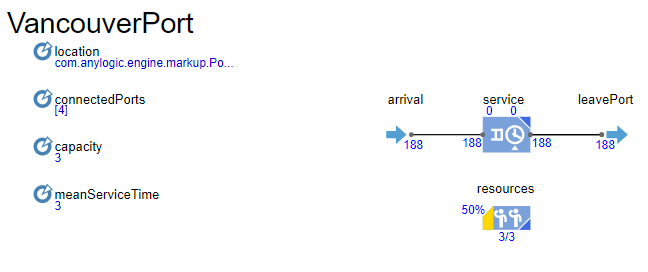 VancouverPort
location
com.anylogic.engine.markup.Po...
connectedPorts
[4]
capacity
3
meanServiceTime
3
arrival
service
leavePort
0 0
188
188
188
188
resources
50%
3/3